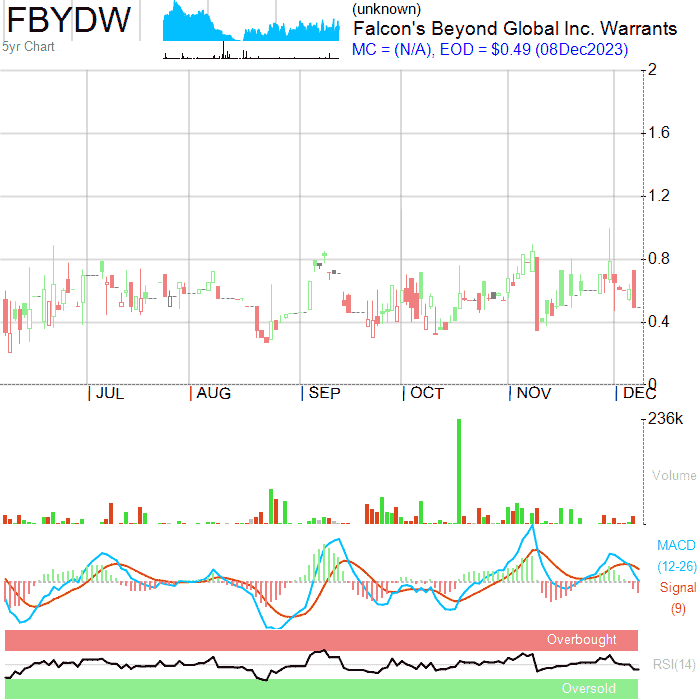 FBYDW
5yr Chart
(unknown)
Falcon's Beyond Global Inc. Warrants
MC = (N/A), EOD = $0.49 (08Dec2023)
2
1.6
1.2
0.8
0.4
0
JUL
AUG
SEP
OCT
NOV
DEC
236k
Volume
MACD
(12-26)
Signal
(9)
Overbought
RSI(14)
Oversold